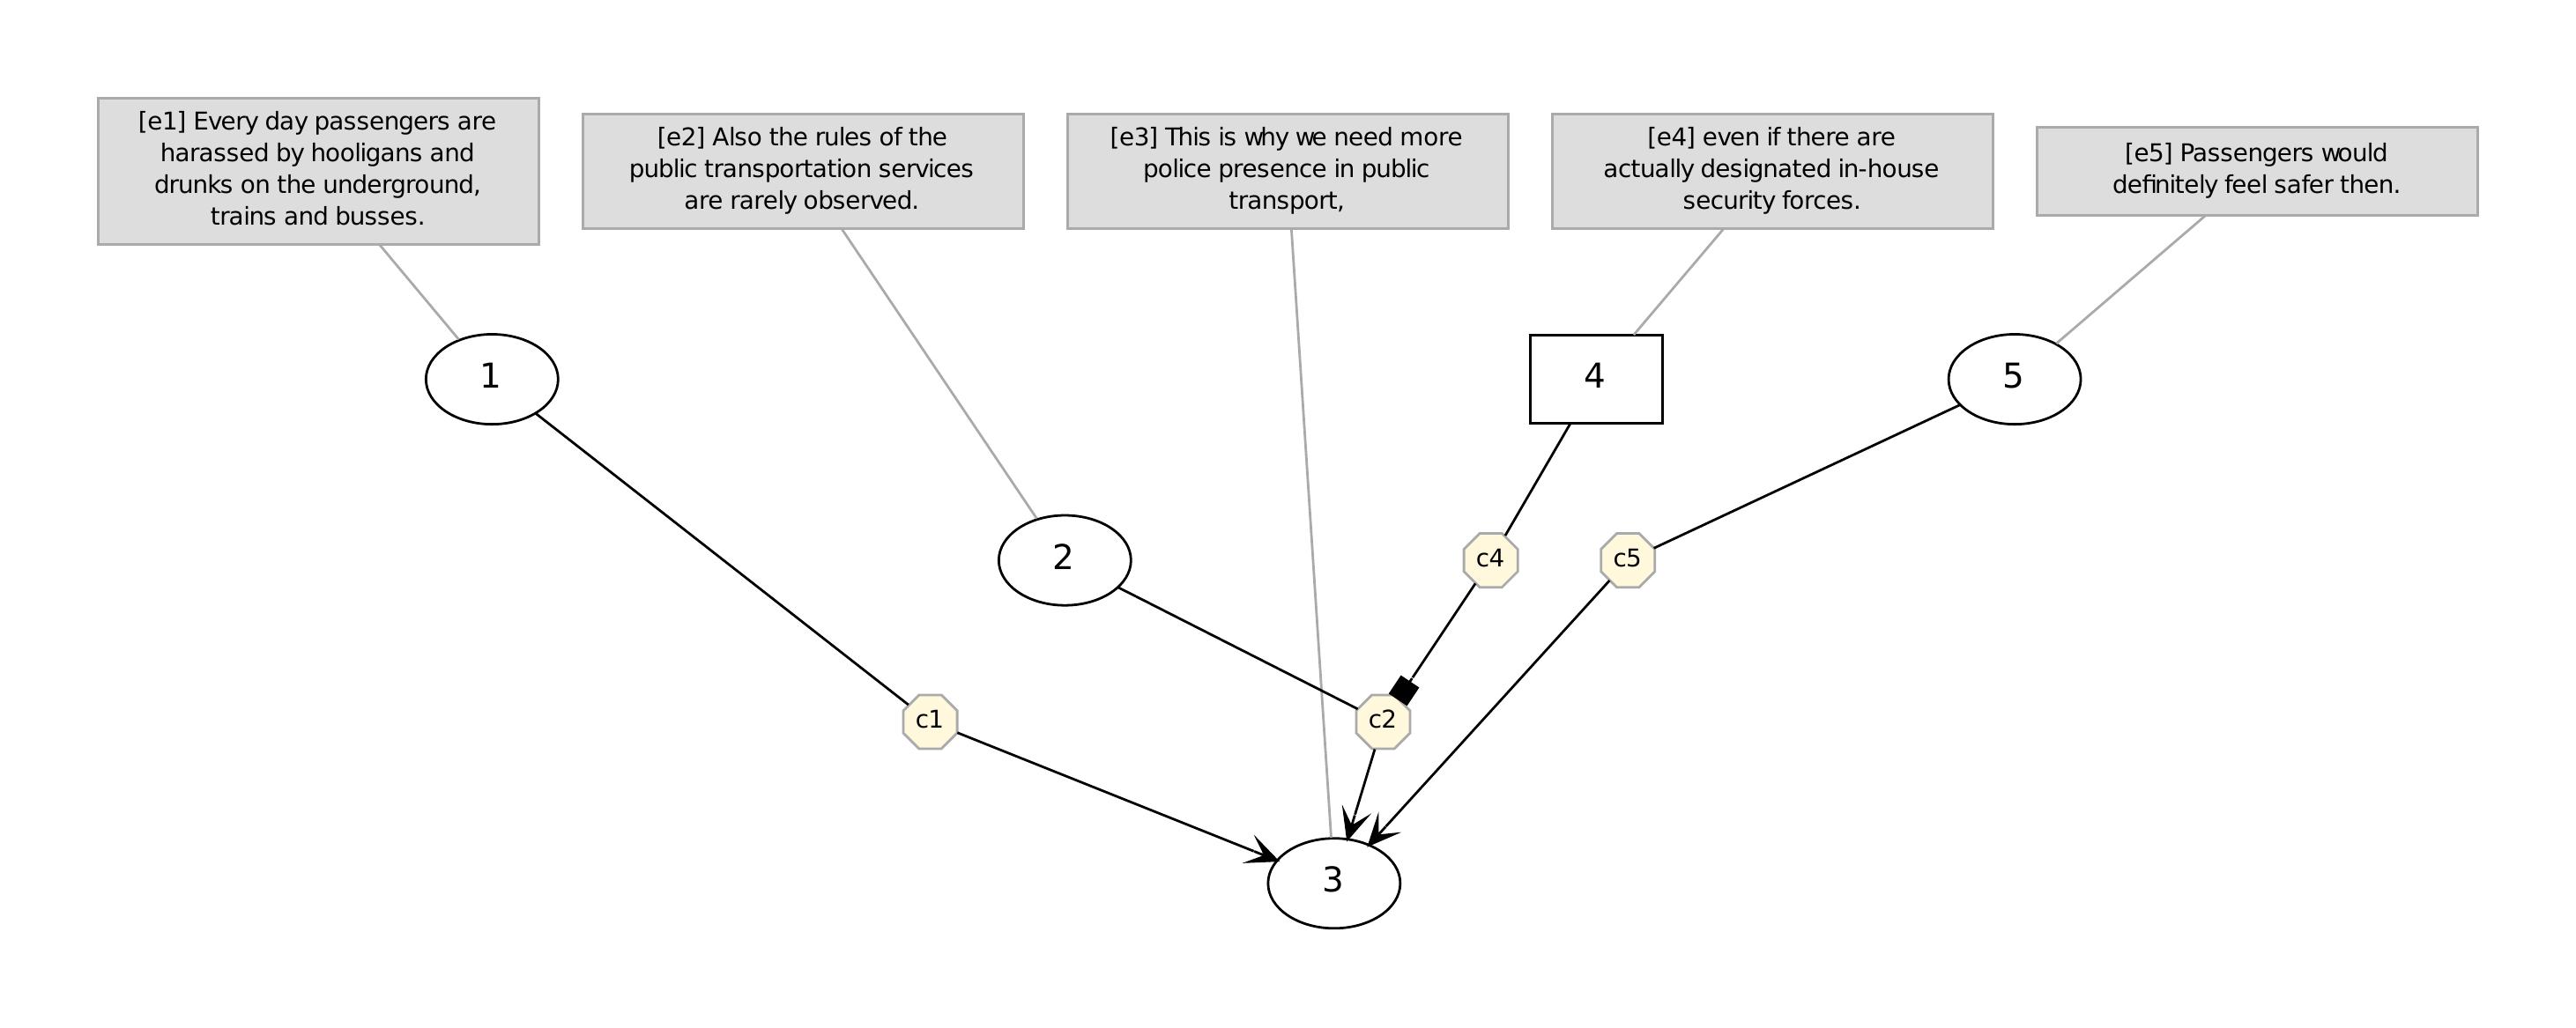 [e1] Every day passengers are
harassed by hooligans and
drunks on the underground,
trains and busses.
[e2] Also the rules of the
public transportation services
are rarely observed.
[e3] This is why we need more
police presence in public
transport,
[e4] even if there are
actually designated in-house
security forces.
[e5] Passengers would
definitely feel safer then.
1
4
5
2
c4
c5
c1
c2
3